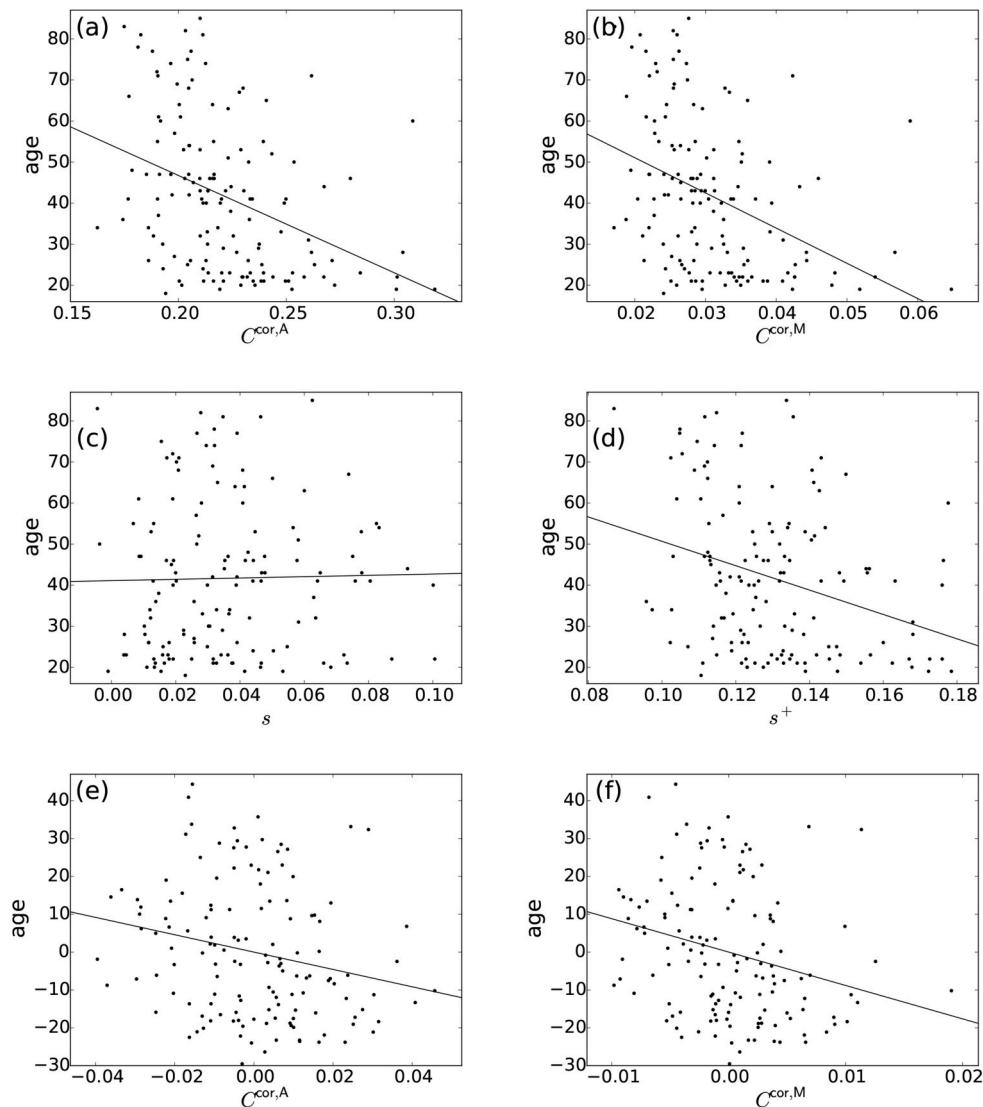 (a)
age
80
70
60
50
40
30
20
0.15 0.20 0.25 0.30
C^cor,A
(b)
age
80
70
60
50
40
30
20
0.02 0.03 0.04 0.05 0.06
C^cor,M
(c)
age
80
70
60
50
40
30
20
0.00 0.02 0.04 0.06 0.08 0.10
s
(d)
age
80
70
60
50
40
30
20
0.08 0.10 0.12 0.14 0.16 0.18
s^+
(e)
age
40
30
20
10
0
−10
−20
−30
−0.04 −0.02 0.00 0.02 0.04
C^cor,A
(f)
age
40
30
20
10
0
−10
−20
−30
−0.01 0.00 0.01 0.02
C^cor,M